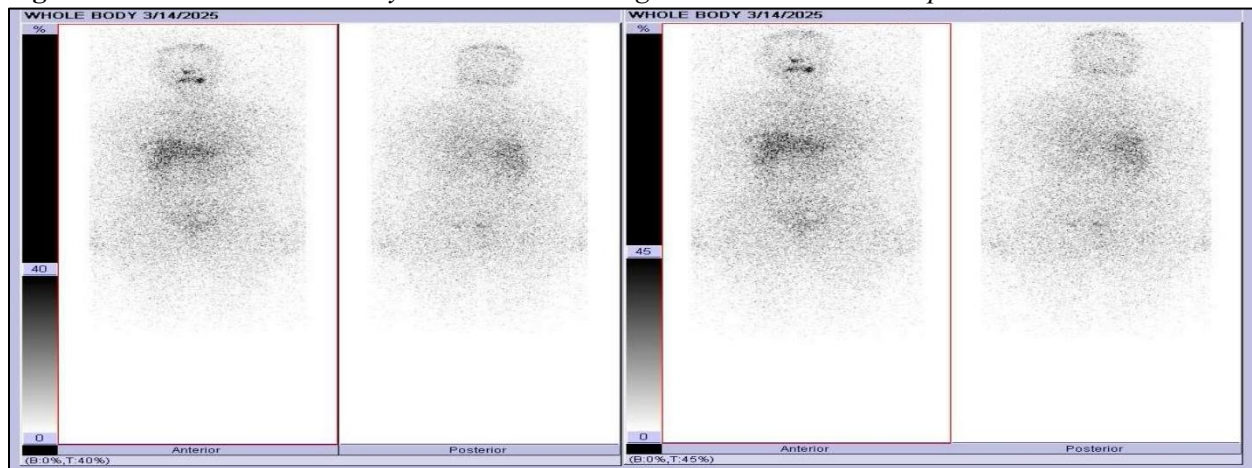 WHOLE BODY 3/14/2025
%
40
0
Anterior
Posterior
(B:0%,T:40%)
WHOLE BODY 3/14/2025
%
45
0
Anterior
Posterior
(B:0%,T:45%)